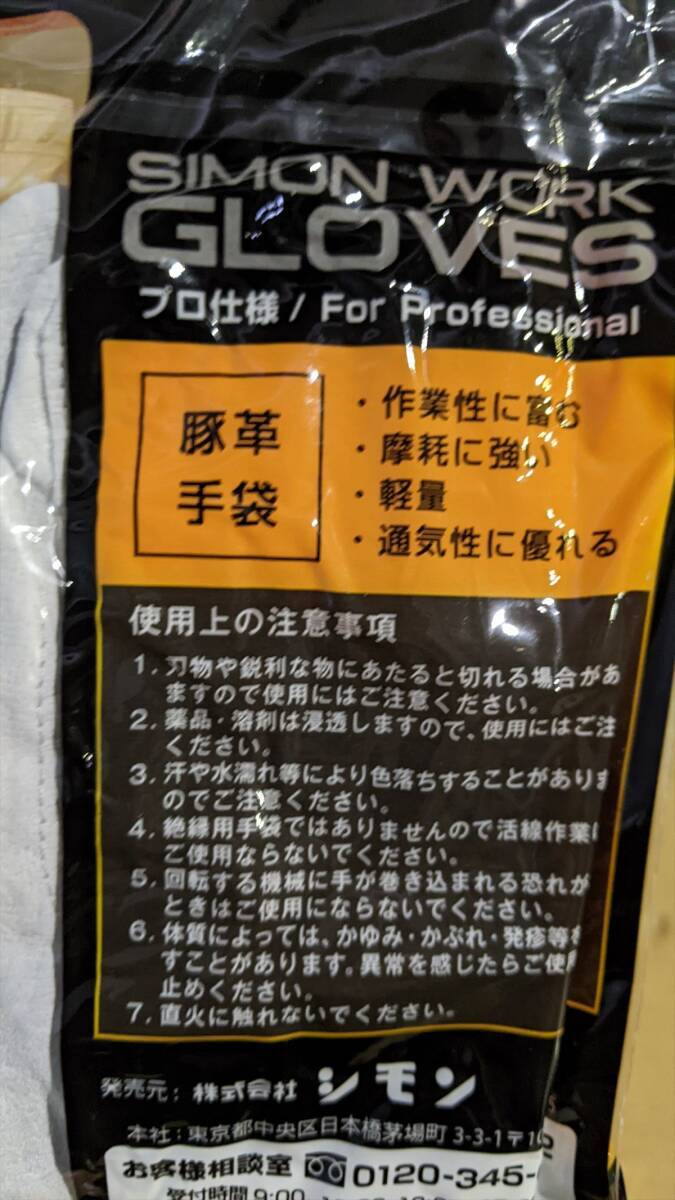 SIMON WORK
GLOVES
プロ仕様 / For Professional
豚革
手袋
・作業性に富む
・摩耗に強い
・軽量
・通気性に優れる
使用上の注意事項
1. 刃物や鋭利な物にあたると切れる場合があ
ますので使用にはご注意ください。
2. 薬品・溶剤は浸透しますので、使用にはご注
ください。
3. 汗や水濡れ等により色落ちすることがありま
のでご注意ください。
4. 絶縁用手袋ではありませんので活線作業に
ご使用ならないでください。
5. 回転する機械に手が巻き込まれる恐れが
ときはご使用にならないでください。
6. 体質によっては、かゆみ・かぶれ・発疹等を
すことがあります。異常を感じたらご使用
止めください。
7. 直火に触れないでください。
発売元: 株式会社 シモン
本社: 東京都中央区日本橋茅場町 3-3-1 〒10
お客様相談室 0120-345-
受付時間 9:00